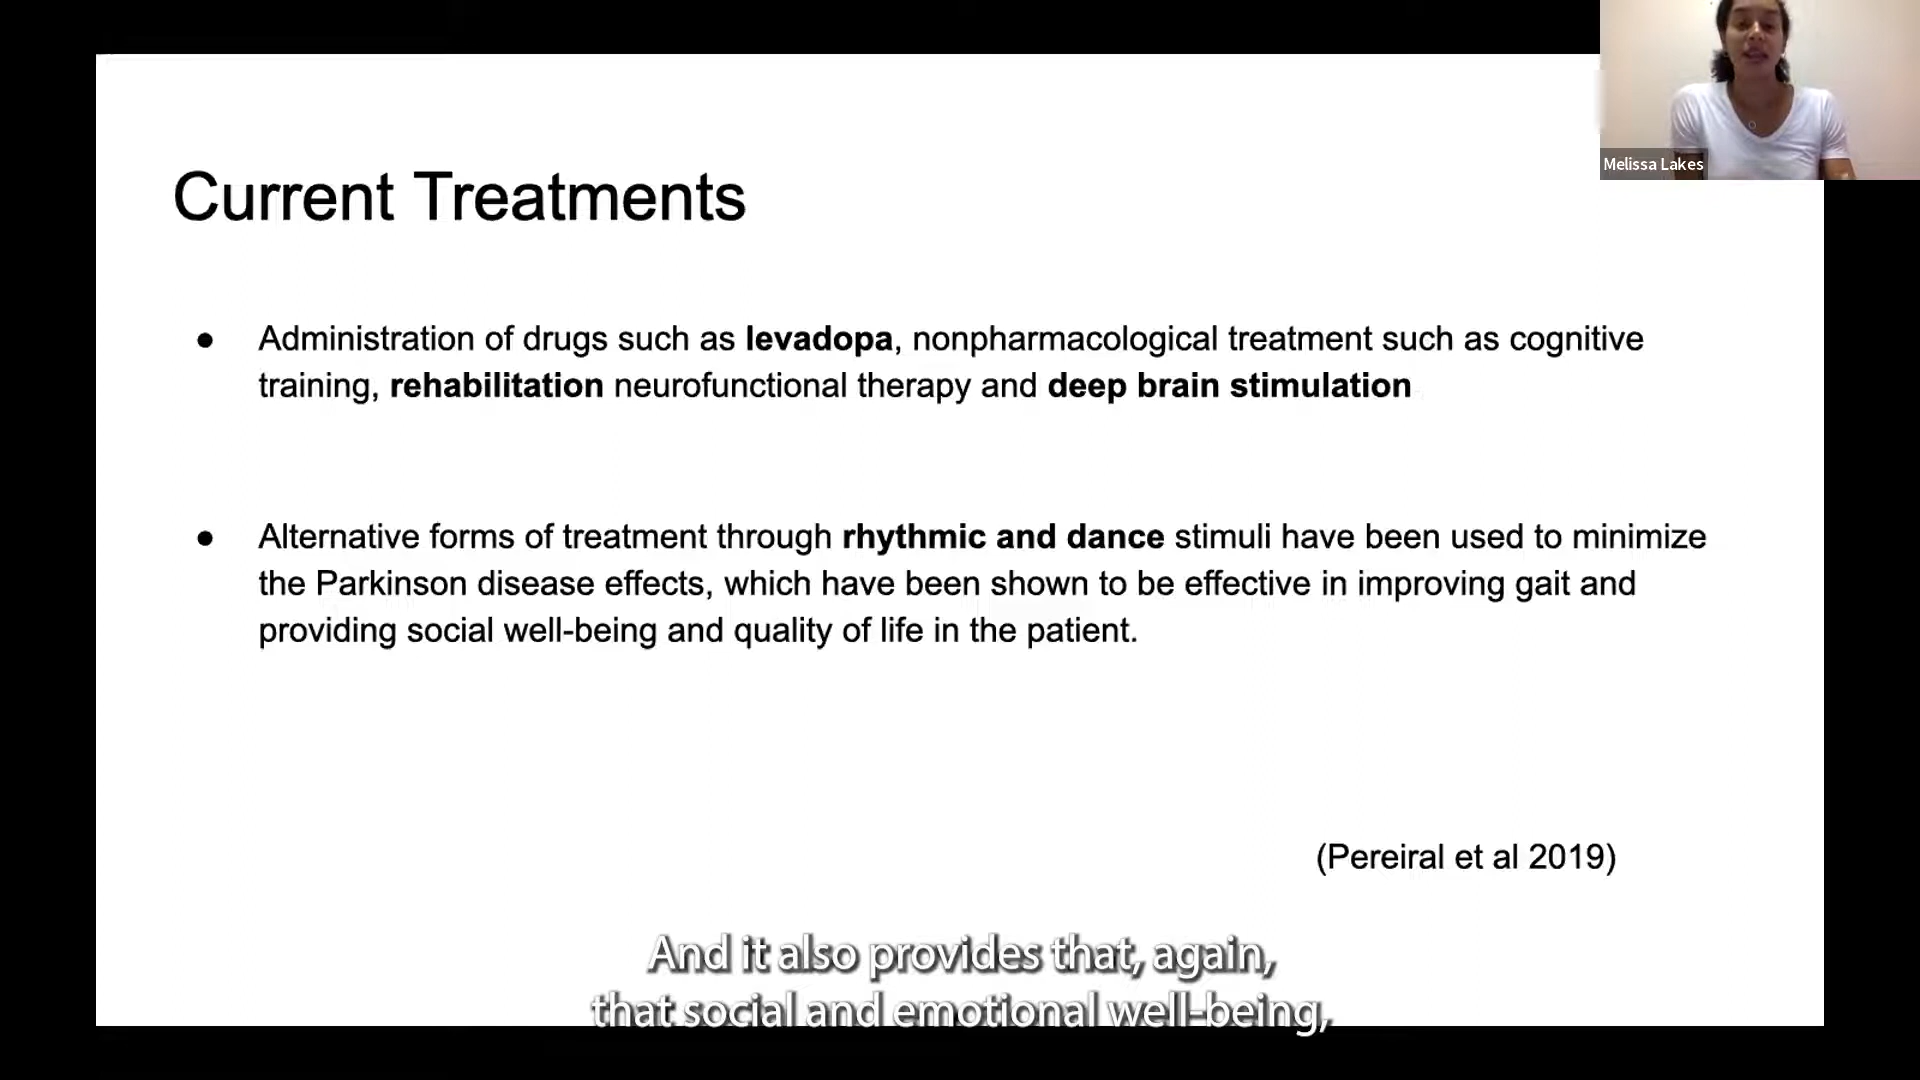 Melissa Lakes
Current Treatments
● Administration of drugs such as levadopa, nonpharmacological treatment such as cognitive
training, rehabilitation neurofunctional therapy and deep brain stimulation
● Alternative forms of treatment through rhythmic and dance stimuli have been used to minimize
the Parkinson disease effects, which have been shown to be effective in improving gait and
providing social well-being and quality of life in the patient.
(Pereiral et al 2019)
And it also provides that, again,
that social and emotional well-being,